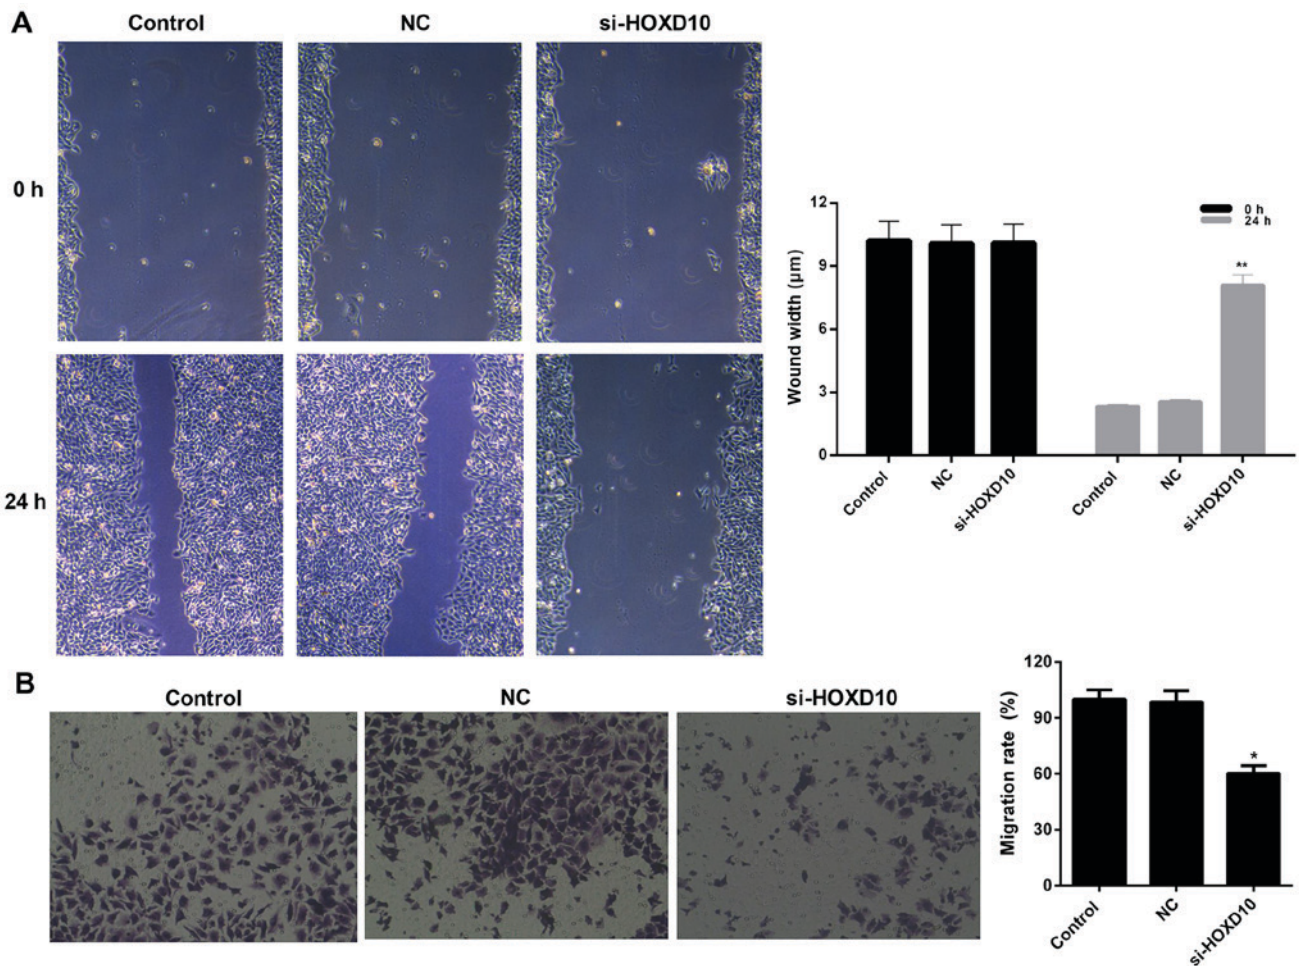 A
Control
NC
si-HOXD10
0 h
24 h
12
9
6
3
0
Wound width (µm)
0 h
24 h
**
Control
NC
si-HOXD10
Control
NC
si-HOXD10
B
Control
NC
si-HOXD10
120
90
60
30
0
Migration rate (%)
*
Control
NC
si-HOXD10